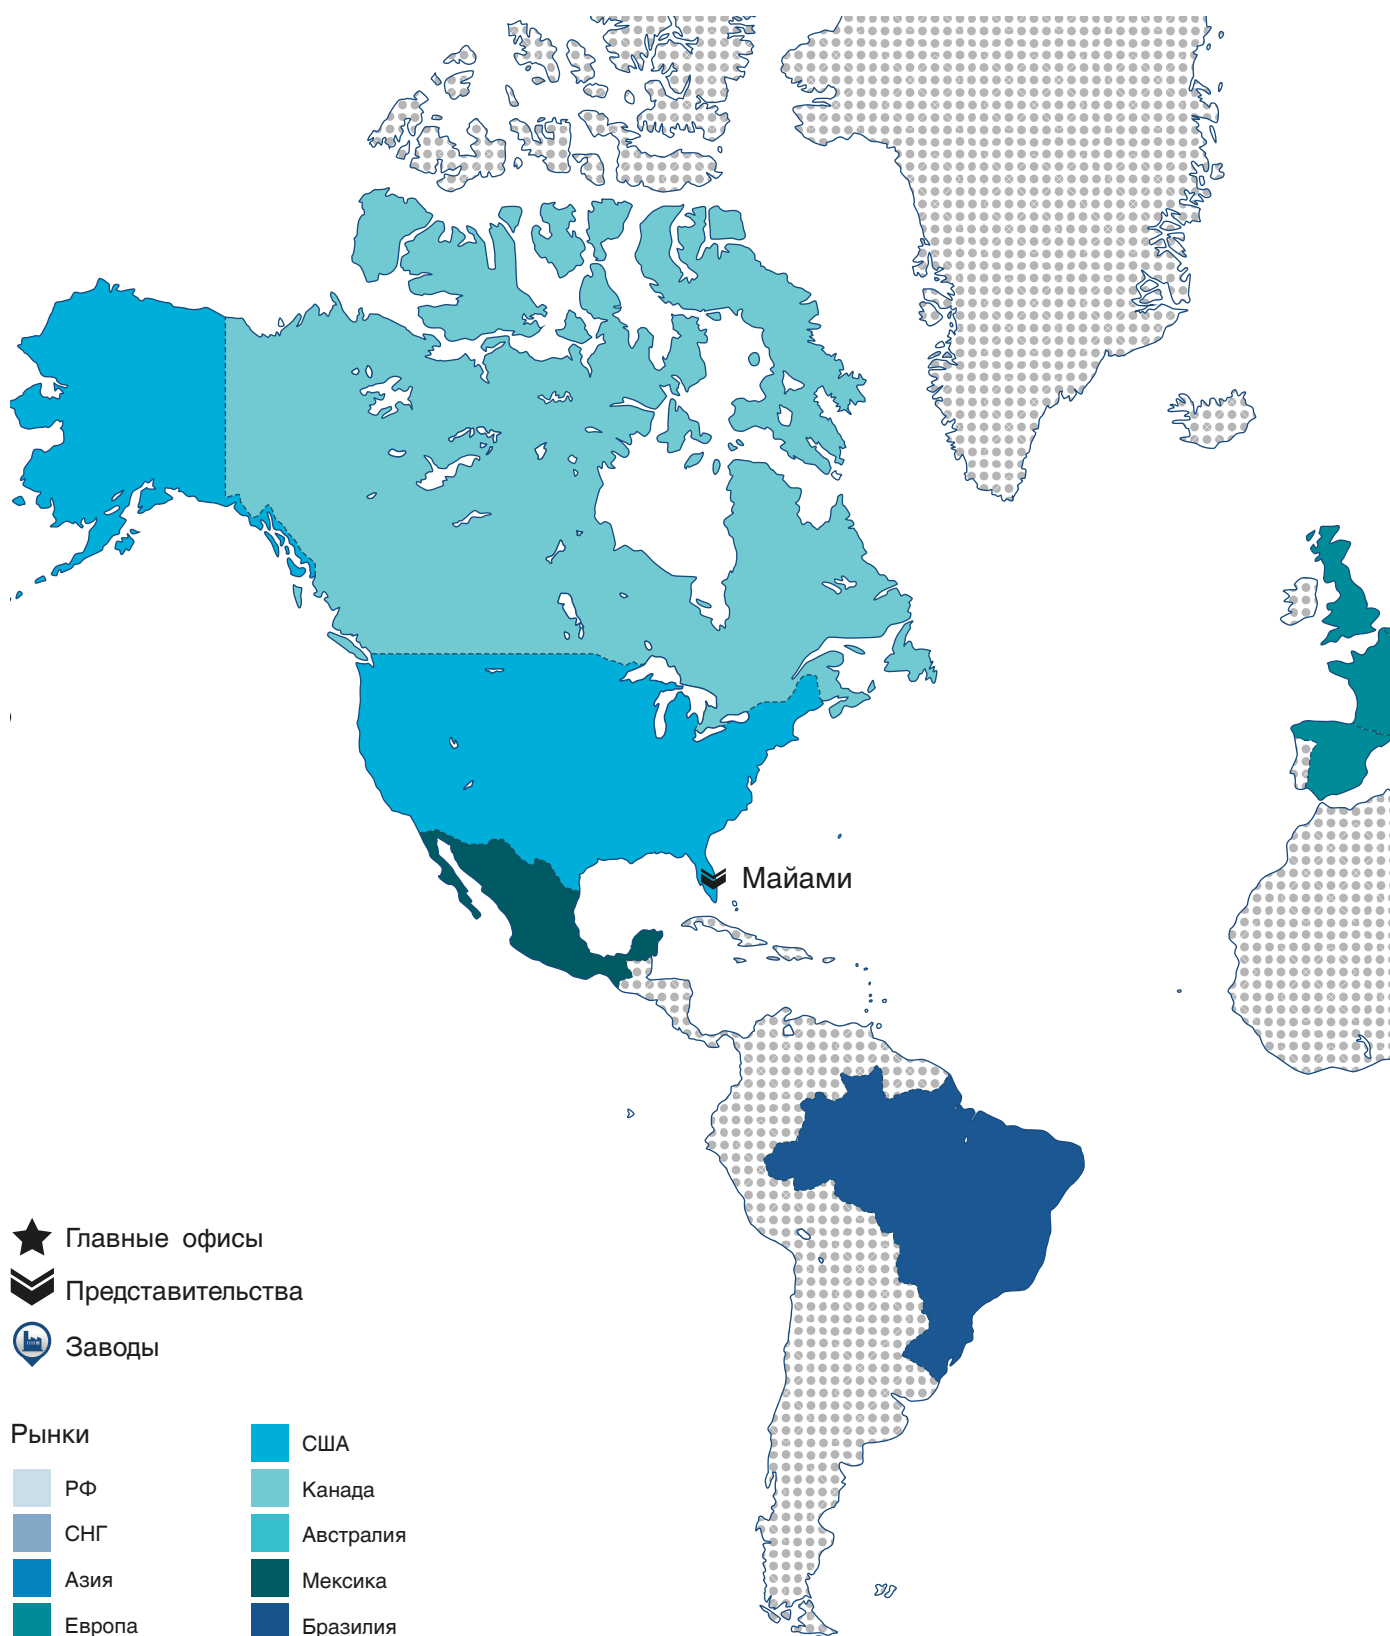 Майами
Главные офисы
Представительства
Заводы
Рынки
РФ
СНГ
Азия
Европа
США
Канада
Австралия
Мексика
Бразилия